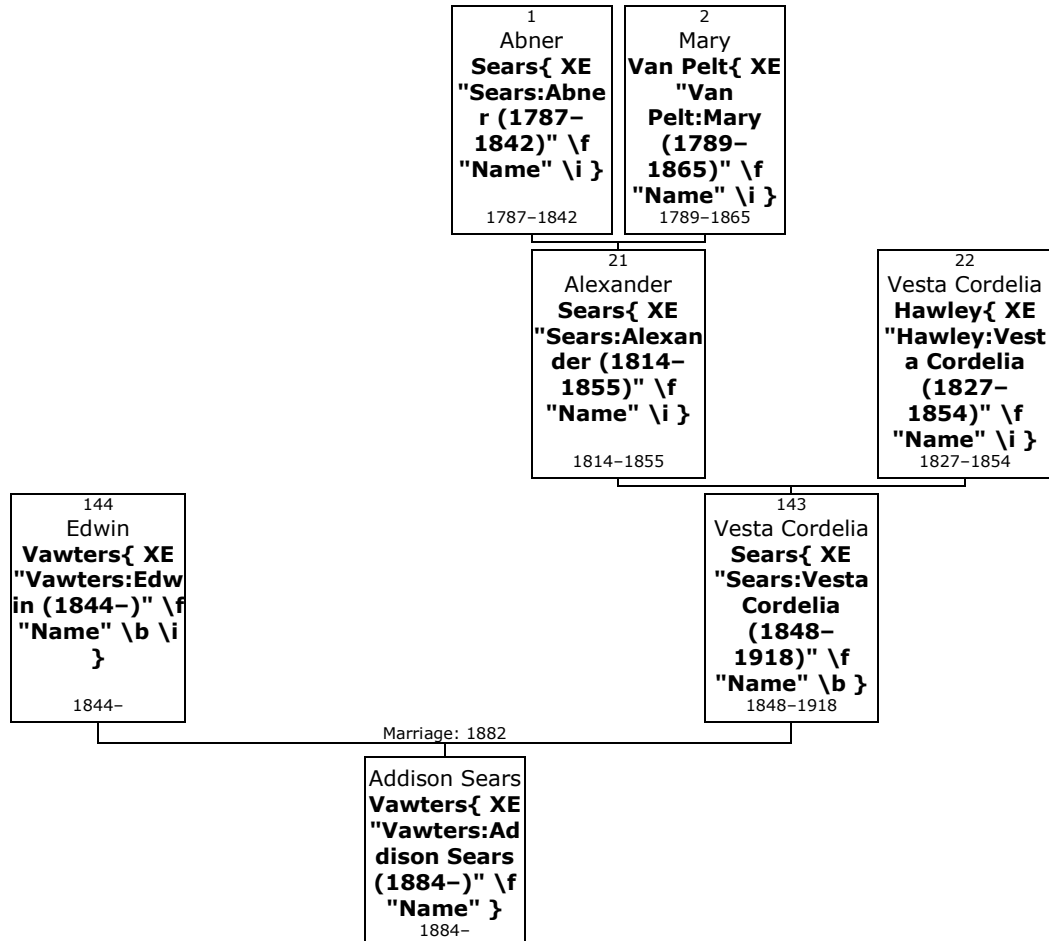 1
Abner
Sears{ XE
"Sears:Abne
r (1787–
1842)" \f
"Name" \i }
1787–1842
2
Mary
Van Pelt{ XE
"Van
Pelt:Mary
(1789–
1865)" \f
"Name" \i }
1789–1865
21
Alexander
Sears{ XE
"Sears:Alexan
der (1814–
1855)" \f
"Name" \i }
1814–1855
22
Vesta Cordelia
Hawley{ XE
"Hawley:Vest
a Cordelia
(1827–
1854)" \f
"Name" \i }
1827–1854
144
Edwin
Vawters{ XE
"Vawters:Edw
in (1844–)" \f
"Name" \b \i
}
1844–
143
Vesta Cordelia
Sears{ XE
"Sears:Vesta
Cordelia
(1848–
1918)" \f
"Name" \b }
1848–1918
Marriage: 1882
Addison Sears
Vawters{ XE
"Vawters:Ad
dison Sears
(1884–)" \f
"Name" }
1884–